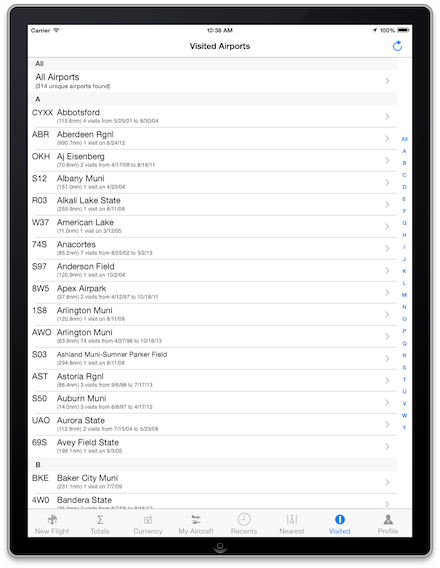 Carrier 10:38 AM 100%
Visited Airports
All
All Airports
(314 unique airports found)
A
CYXX Abbotsford
(115.6nm) 4 visits from 5/25/01 to 8/30/04
ABR Aberdeen Rgnl
(990.7nm) 1 visit on 6/24/12
OKH Aj Eisenberg
(70.8nm) 2 visits from 4/17/08 to 8/16/11
S12 Albany Muni
(151.0nm) 1 visit on 4/23/04
R03 Alkali Lake State
(259.9nm) 1 visit on 8/11/08
W37 American Lake
(11.0nm) 1 visit on 3/12/05
74S Anacortes
(85.2nm) 7 visits from 8/25/02 to 3/2/13
S97 Anderson Field
(120.9nm) 1 visit on 10/2/04
8W5 Apex Airpark
(37.8nm) 2 visits from 4/12/97 to 10/18/11
1S8 Arlington Muni
(120.8nm) 1 visit on 8/11/08
AWO Arlington Muni
(63.9nm) 74 visits from 4/27/96 to 10/18/13
S03 Ashland Muni-Sumner Parker Field
(294.8nm) 1 visit on 8/11/08
AST Astoria Rgnl
(86.4nm) 3 visits from 9/6/98 to 7/17/13
S50 Auburn Muni
(14.0nm) 3 visits from 6/8/97 to 4/17/12
UAO Aurora State
(112.9nm) 2 visits from 7/15/04 to 5/23/08
69S Avey Field State
(199.1nm) 1 visit on 9/3/05
B
BKE Baker City Muni
(231.1nm) 1 visit on 7/7/09
4W0 Bandera State
All
A
B
C
D
E
F
G
H
I
J
K
L
M
N
O
P
Q
R
S
T
U
V
W
Y
New Flight Totals Currency My Aircraft Recents Nearest Visited Profile